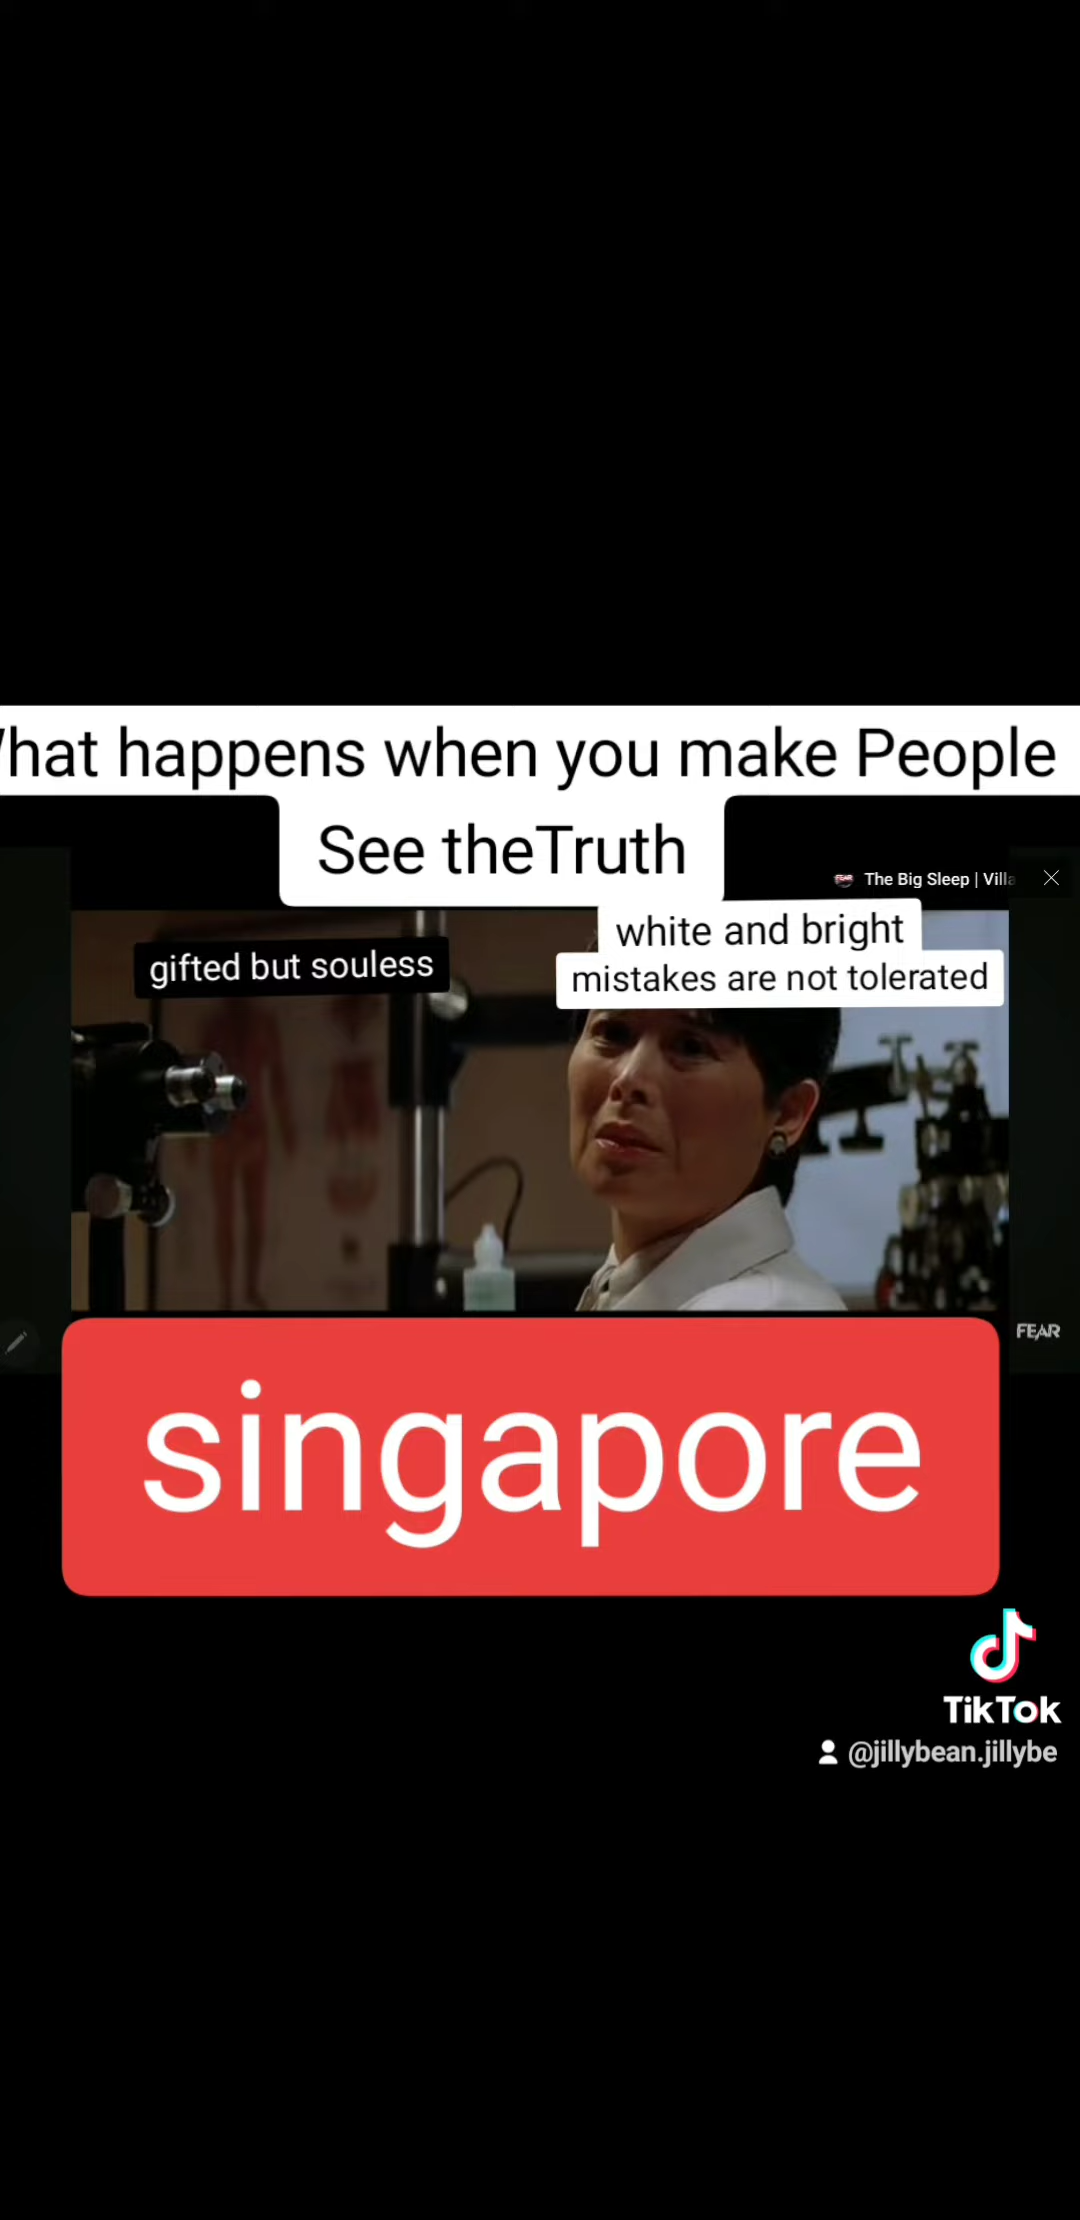 hat happens when you make People
See theTruth
The Big Sleep | Villa
white and bright
gifted but souless
mistakes are not tolerated
FEAR
singapore
TikTok
@jillybean.jillybe